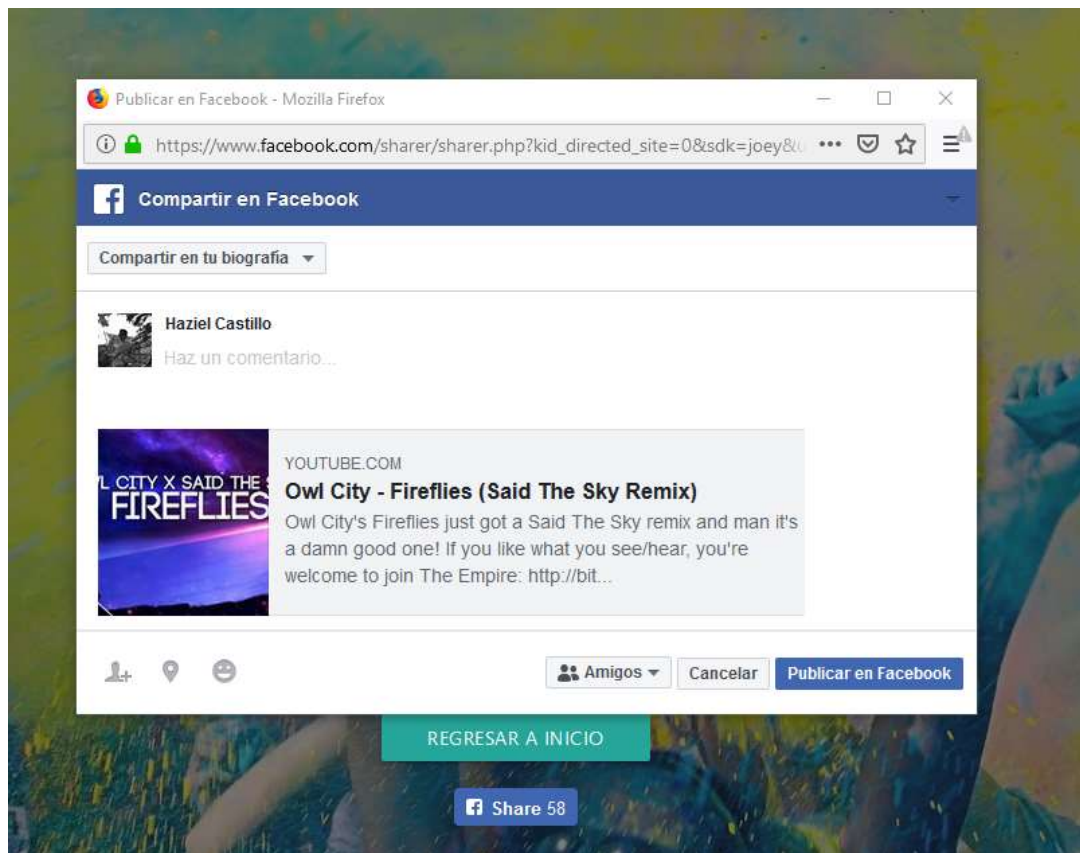 Publicar en Facebook - Mozilla Firefox
https://www.facebook.com/sharer/sharer.php?kid_directed_site=0&sdk=joey&
Compartir en Facebook
Compartir en tu biografía
Haziel Castillo
Haz un comentario...
L CITY X SAID THE
FIREFLIES
YOUTUBE.COM
Owl City - Fireflies (Said The Sky Remix)
Owl City's Fireflies just got a Said The Sky remix and man it's
a damn good one! If you like what you see/hear, you're
welcome to join The Empire: http://bit...
Amigos
Cancelar
Publicar en Facebook
REGRESAR A INICIO
Share 58